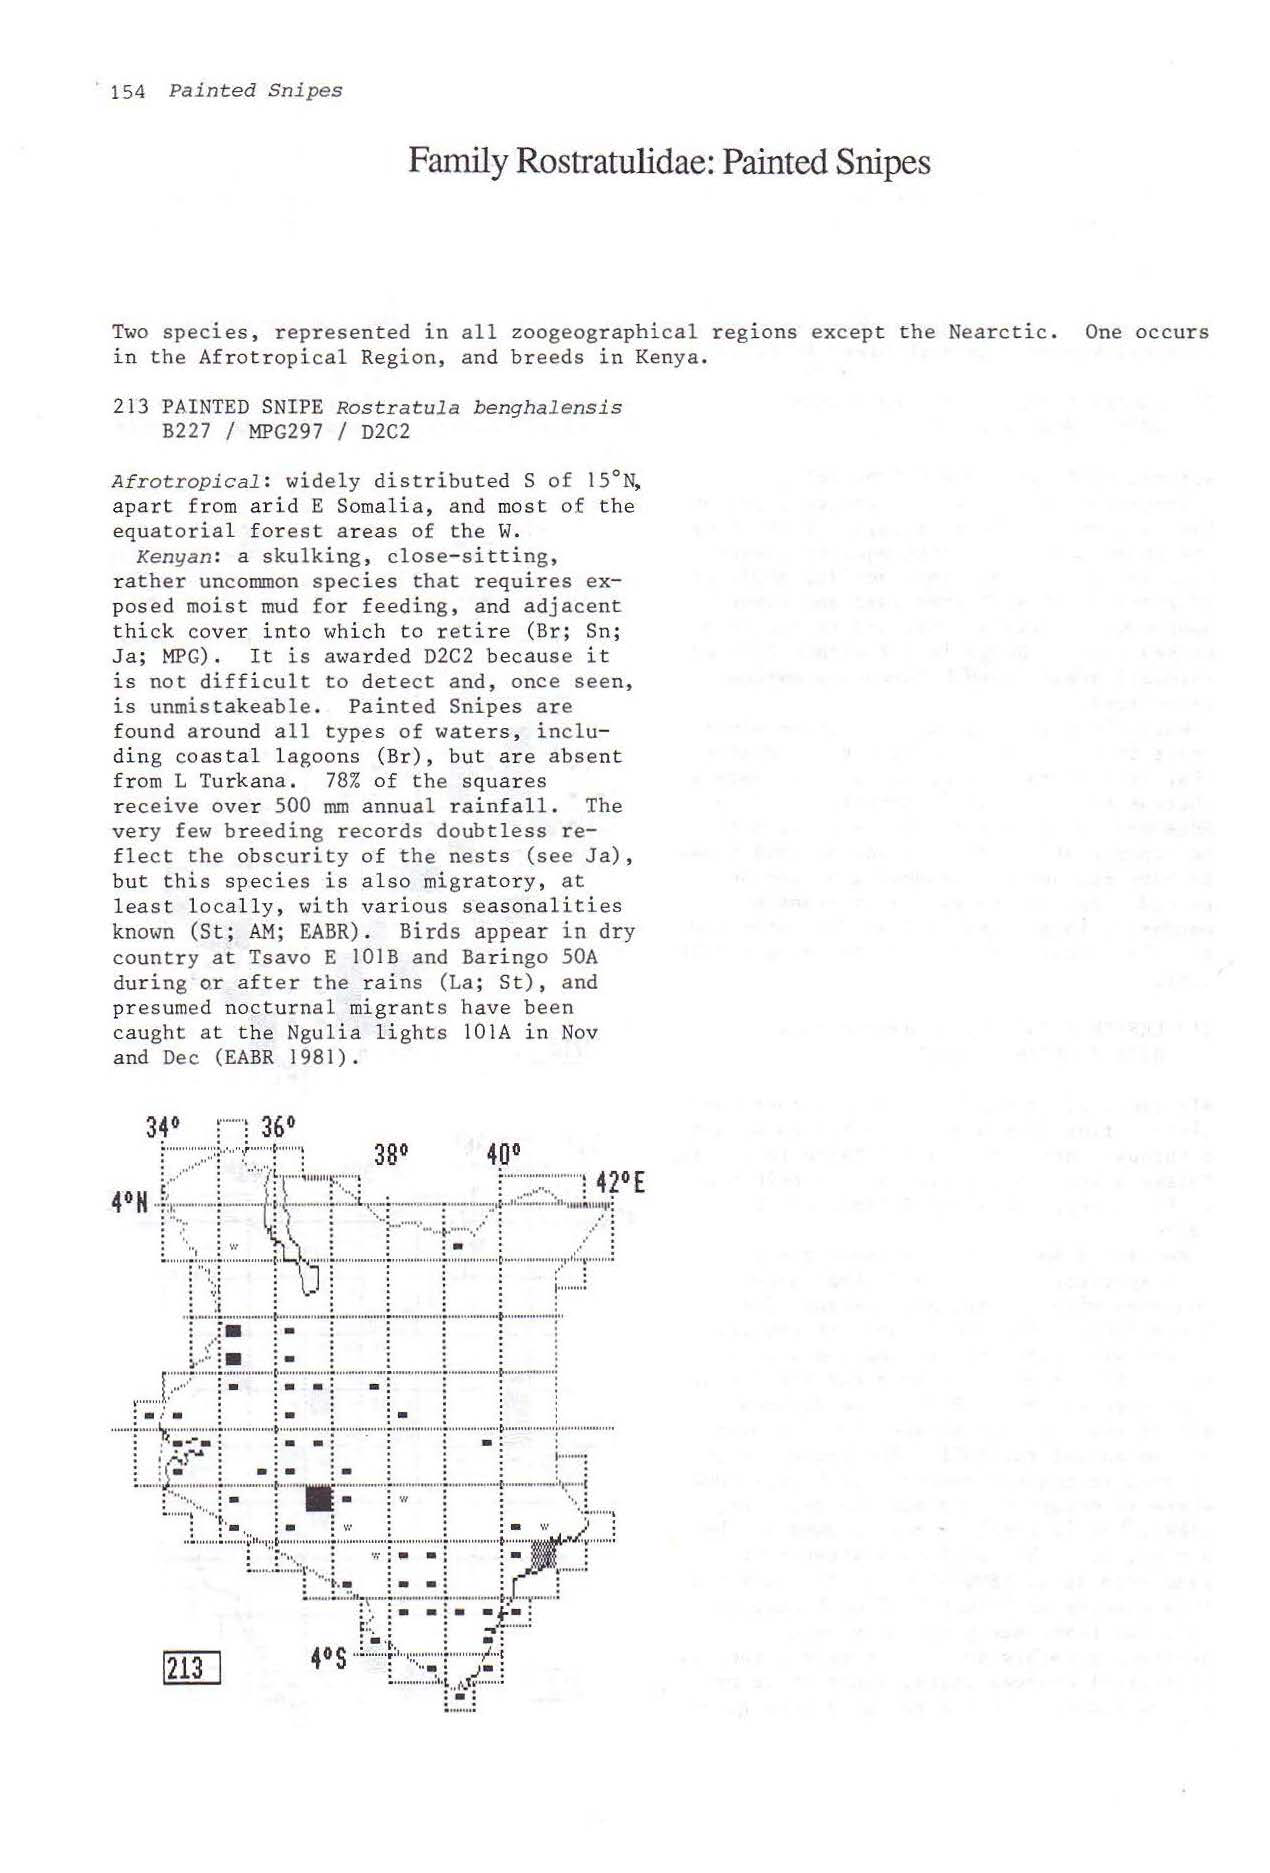 154 Painted Snipes
Family Rostratulidae: Painted Snipes
Two species, represented in all zoogeographical regions except the Nearctic. One occurs
in the Afrotropical Region, and breeds in Kenya.
213 PAINTED SNIPE Rostratula benghalensis
B227 / MPG297 / D2C2
Afrotropical: widely distributed S of 15°N,
apart from arid E Somalia, and most of the
equatorial forest areas of the W.
Kenyan: a skulking, close-sitting,
rather uncommon species that requires ex-
posed moist mud for feeding, and adjacent
thick cover into which to retire (Br; Sn;
Ja; MPG). It is awarded D2C2 because it
is not difficult to detect and, once seen,
is unmistakeable. Painted Snipes are
found around all types of waters, inclu-
ding coastal lagoons (Br), but are absent
from L Turkana. 78% of the squares
receive over 500 mm annual rainfall. The
very few breeding records doubtless re-
flect the obscurity of the nests (see Ja),
but this species is also migratory, at
least locally, with various seasonalities
known (St; AM; EABR). Birds appear in dry
country at Tsavo E 101B and Baringo 50A
during or after the rains (La; St), and
presumed nocturnal migrants have been
caught at the Ngulia lights 101A in Nov
and Dec (EABR 1981).
34° 36°
38° 40°
42°E
4°N
w
w
w w
w
4°S
213